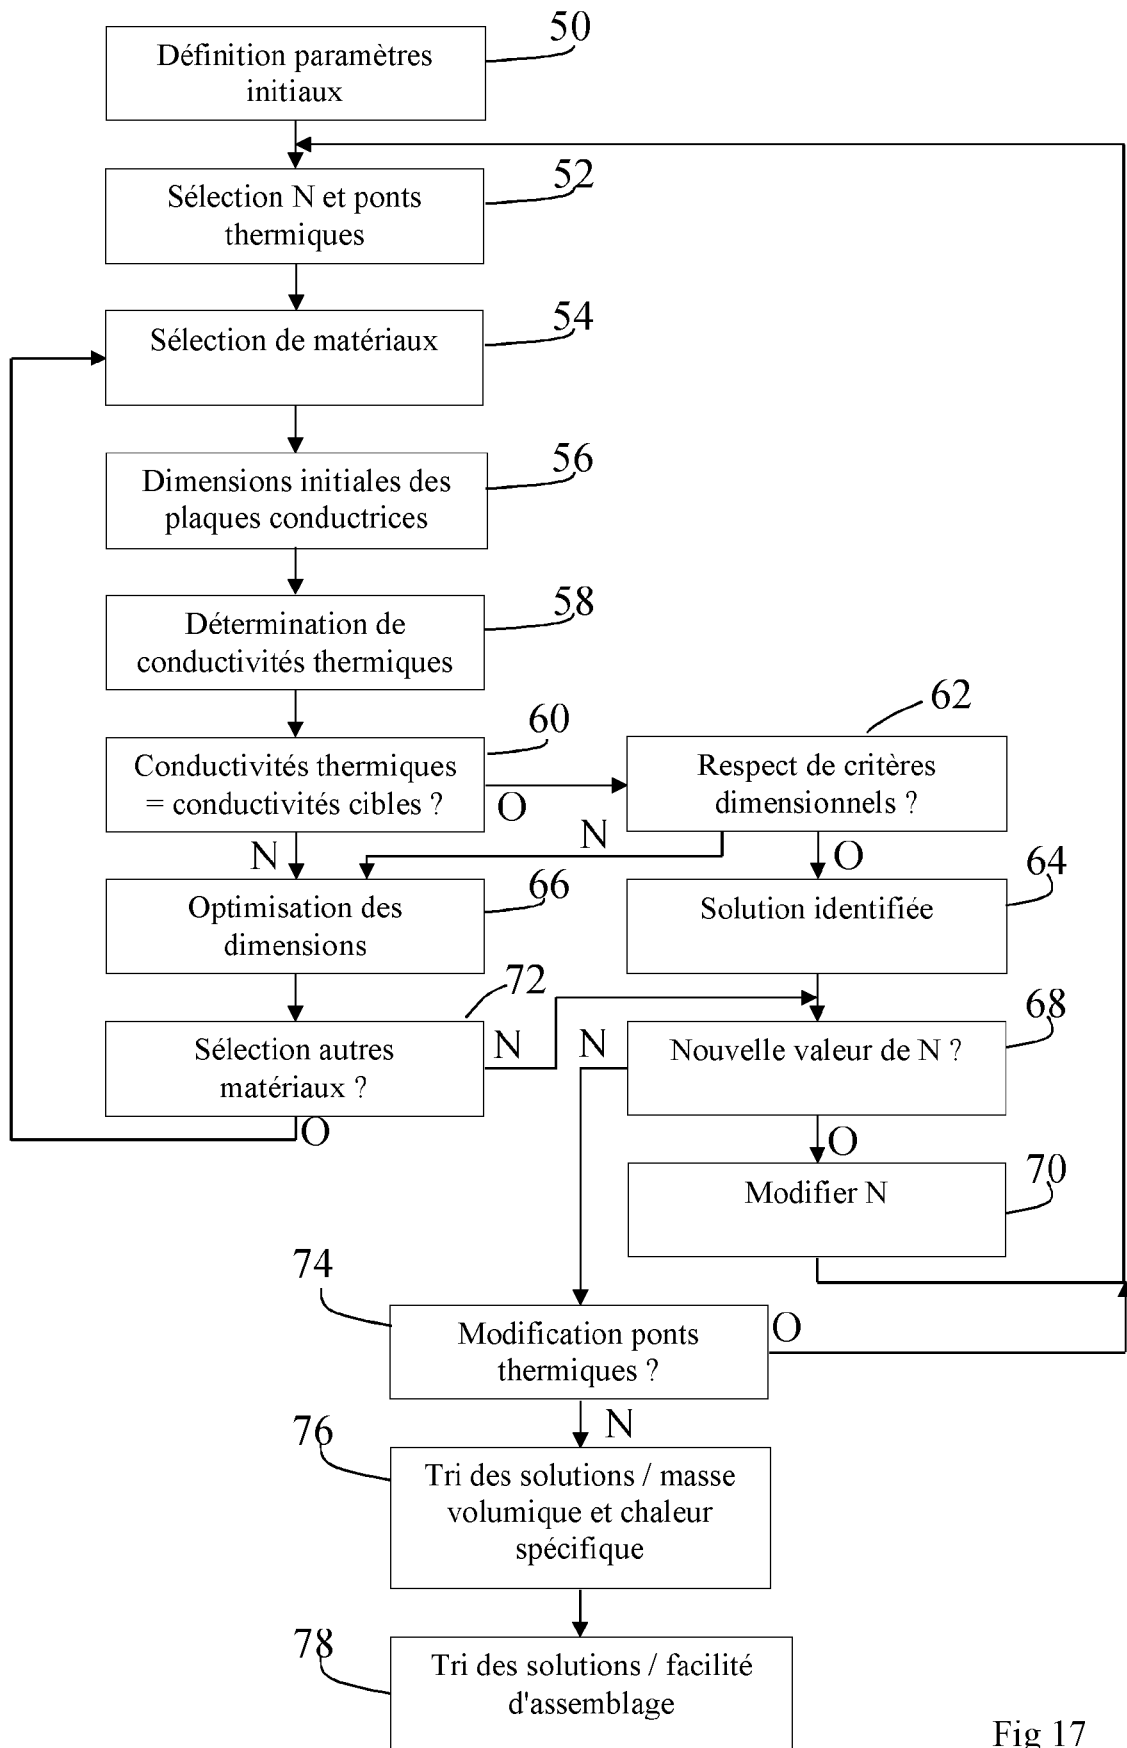 50
Définition paramètres
initiaux
52
Sélection N et ponts
thermiques
54
Sélection de matériaux
56
Dimensions initiales des
plaques conductrices
58
Détermination de
conductivités thermiques
60
Conductivités thermiques
= conductivités cibles ?
O
N
62
Respect de critères
dimensionnels ?
N
O
66
Optimisation des
dimensions
64
Solution identifiée
72
Sélection autres
matériaux ?
N
O
68
Nouvelle valeur de N ?
N
O
70
Modifier N
74
Modification ponts
thermiques ?
O
N
76
Tri des solutions / masse
volumique et chaleur
spécifique
78
Tri des solutions / facilité
d'assemblage
Fig 17